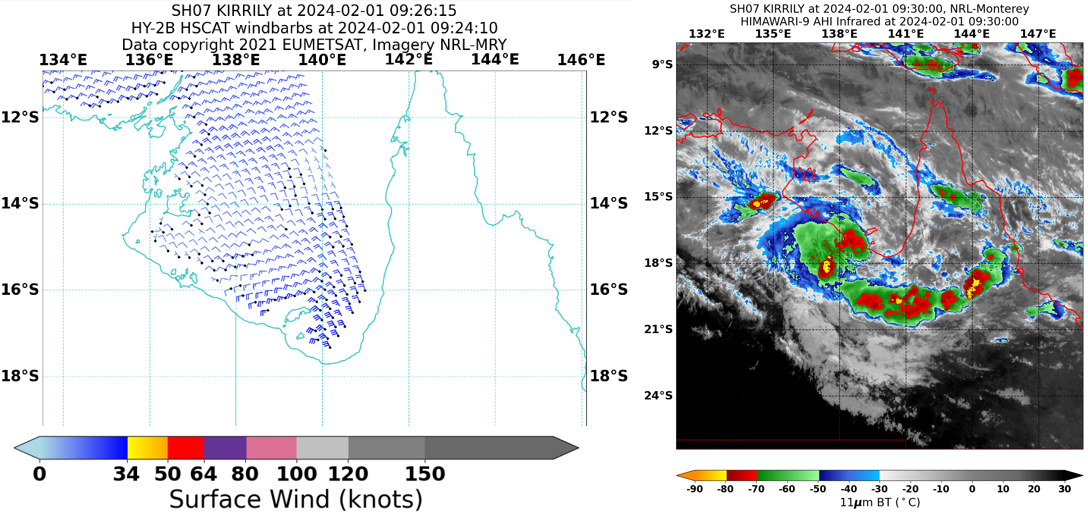 SH07 KIRRILY at 2024-02-01 09:26:15
HY-2B HSCAT windbarbs at 2024-02-01 09:24:10
Data copyright 2021 EUMETSAT, Imagery NRL-MRY
134°E 136°E 138°E 140°E 142°E 144°E 146°E
12°S 12°S
14°S 14°S
16°S 16°S
18°S 18°S
0 34 50 64 80 100 120 150
Surface Wind (knots)
SH07 KIRRILY at 2024-02-01 09:30:00, NRL-Monterey
HIMAWARI-9 AHI Infrared at 2024-02-01 09:30:00
132°E 135°E 138°E 141°E 144°E 147°E
9°S
12°S
15°S
18°S
21°S
24°S
-90 -80 -70 -60 -50 -40 -30 -20 -10 0 10 20 30
11μm BT (°C)